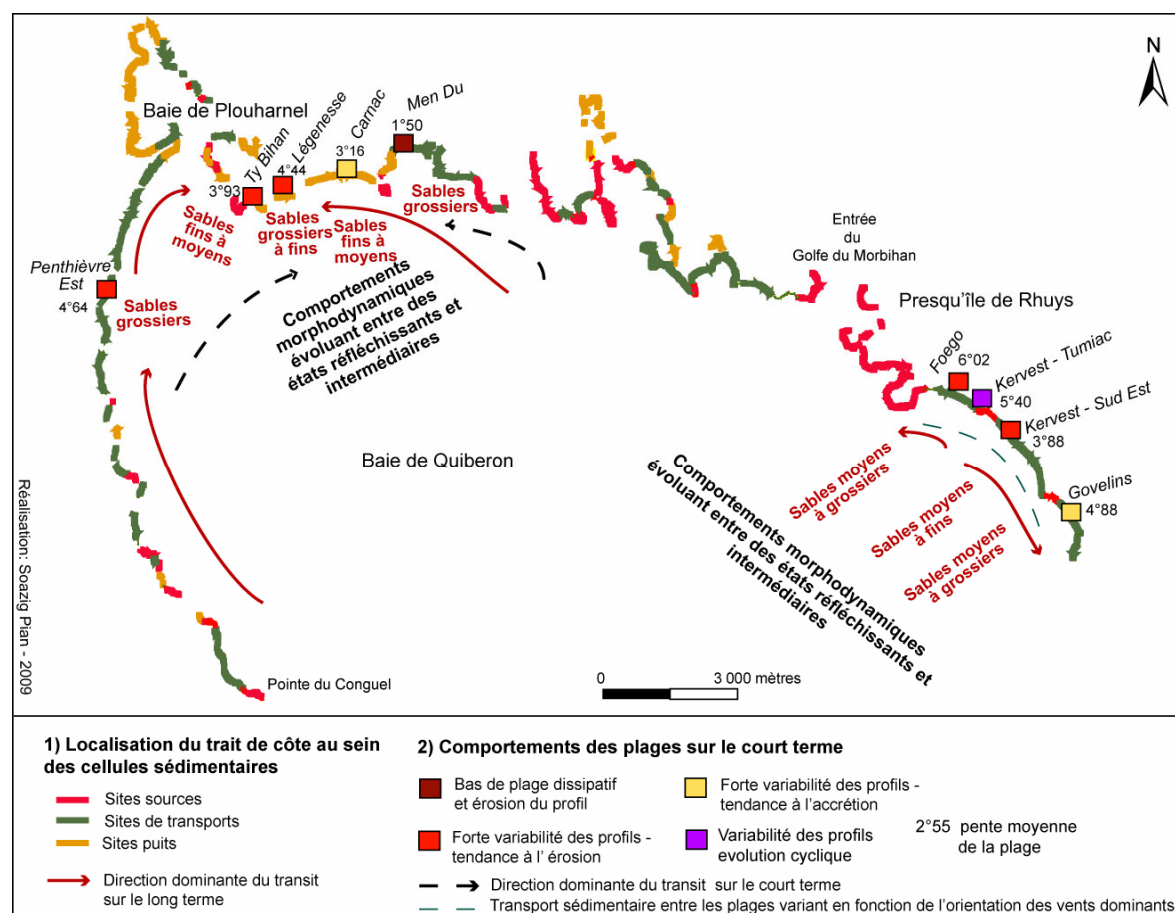 N
Baie de Plouharnel
Ty Bihan
3°93
Légenesse
4°44
Carnac
3°16
Men Du
1°50
Sables
grossiers
Sables
fins à
moyens
Sables
grossiers
à fins
Sables
fins à
moyens
Penthièvre
Est
4°64
Sables
grossiers
Comportements
morphodynamiques
évoluant entre des
états réfléchissants et
intermédiaires
Entrée
du
Golfe du Morbihan
Presqu'île de Rhuys
Foego
6°02
Kervest - Tumiac
5°40
Kervest - Sud Est
3°88
Govelins
4°88
Baie de Quiberon
Sables moyens
à grossiers
Sables moyens
à fins
Sables moyens
à grossiers
Comportements morphodynamiques
évoluant entre des états réfléchissants et
intermédiaires
Pointe du Conguel
0 3 000 mètres
Réalisation: Soazig Pian - 2009
1) Localisation du trait de côte au sein
des cellules sédimentaires
Sites sources
Sites de transports
Sites puits
Direction dominante du transit
sur le long terme
2) Comportements des plages sur le court terme
Bas de plage dissipatif
et érosion du profil
Forte variabilité des profils -
tendance à l' érosion
Forte variabilité des profils -
tendance à l'accrétion
Variabilité des profils
evolution cyclique
2°55 pente moyenne
de la plage
Direction dominante du transit sur le court terme
Transport sédimentaire entre les plages variant en fonction de l'orientation des vents dominants